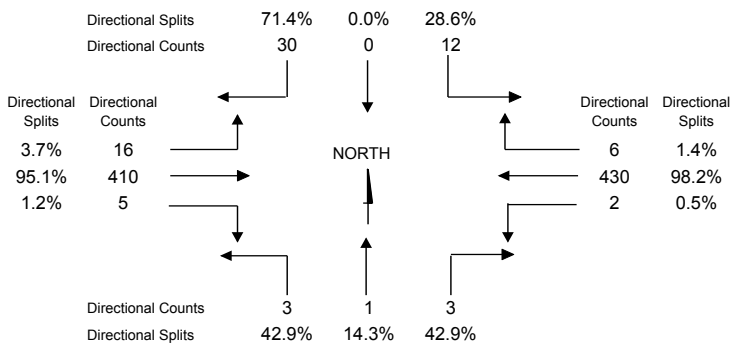 Directional Splits 71.4% 0.0% 28.6%
Directional Counts 30 0 12
Directional Directional Directional Directional
Splits Counts Counts Splits
3.7% 16 NORTH 6 1.4%
95.1% 410 430 98.2%
1.2% 5 2 0.5%
Directional Counts 3 1 3
Directional Splits 42.9% 14.3% 42.9%